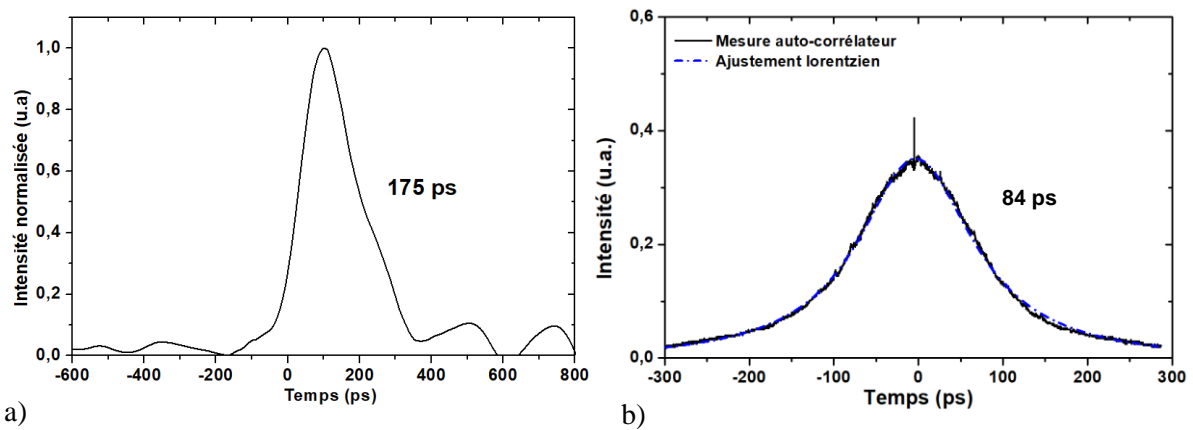 1,0
0,8
0,6
0,4
0,2
0,0
Intensité normalisée (u.a)
175 ps
-600 -400 -200 0 200 400 600 800
Temps (ps)
a)
0,6
0,4
0,2
0,0
Intensité (u.a.)
Mesure auto-corrélateur
Ajustement lorentzien
84 ps
-300 -200 -100 0 100 200 300
Temps (ps)
b)